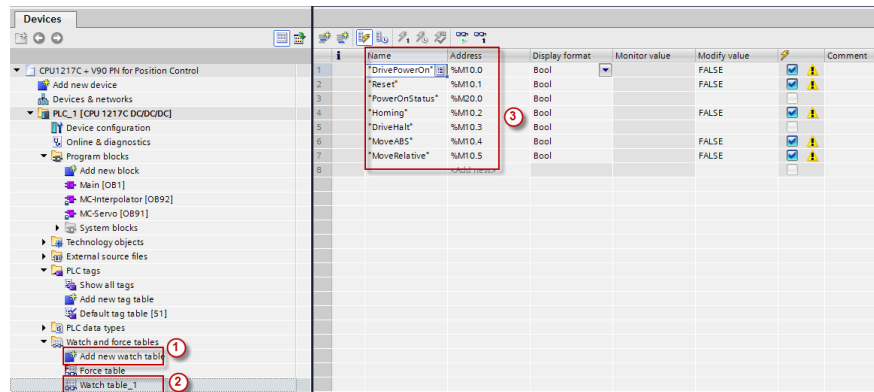 Devices
i Name Address Display format Monitor value Modify value Comment
CPU1217C + V90 PN for Position Control
Add new device
Devices & networks
PLC_1 [CPU 1217C DC/DC/DC]
Device configuration
Online & diagnostics
Program blocks
Add new block
Main [OB1]
MC-Interpolator [OB92]
MC-Servo [OB91]
System blocks
Technology objects
External source files
PLC tags
Show all tags
Add new tag table
Default tag table [51]
PLC data types
Watch and force tables
Add new watch table
1
Force table
Watch table_1
2
1 "DrivePowerOn" %M10.0 Bool FALSE
2 "Reset" %M10.1 Bool FALSE
3 "PowerOnStatus" %M20.0 Bool
4 "Homing" %M10.2 Bool FALSE
3
5 "DriveHalt" %M10.3 Bool
6 "MoveABS" %M10.4 Bool FALSE
7 "MoveRelative" %M10.5 Bool FALSE
8 <Add new>